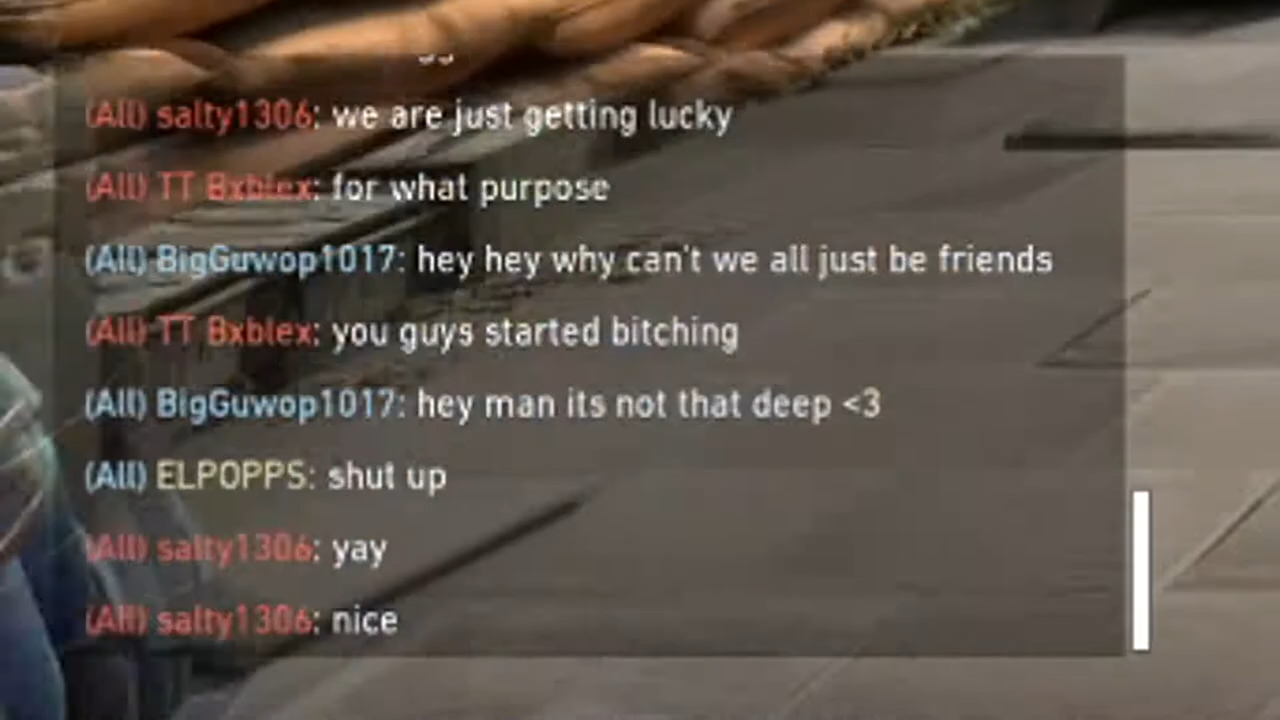 (All) salty1306: we are just getting lucky
(All) TT Bxblex: for what purpose
(All) BigGuwop1017: hey hey why can't we all just be friends
(All) TT Bxblex: you guys started bitching
(All) BigGuwop1017: hey man its not that deep <3
(All) ELPOPPS: shut up
(All) salty1306: yay
(All) salty1306: nice